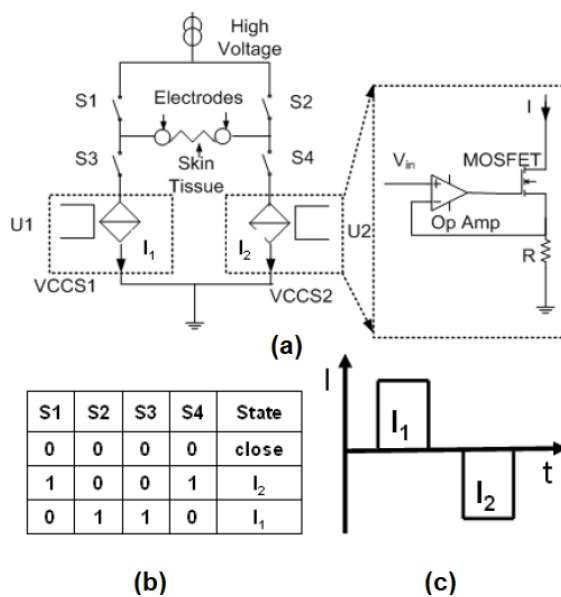 High
Voltage
S1
Electrodes
S2
S3
Skin
Tissue
S4
U1
I1
I2
U2
VCCS1
VCCS2
I
Vin
MOSFET
Op Amp
R
(a)
S1 S2 S3 S4 State
0 0 0 0 close
1 0 0 1 I2
0 1 1 0 I1
(b)
I
I1
t
I2
(c)